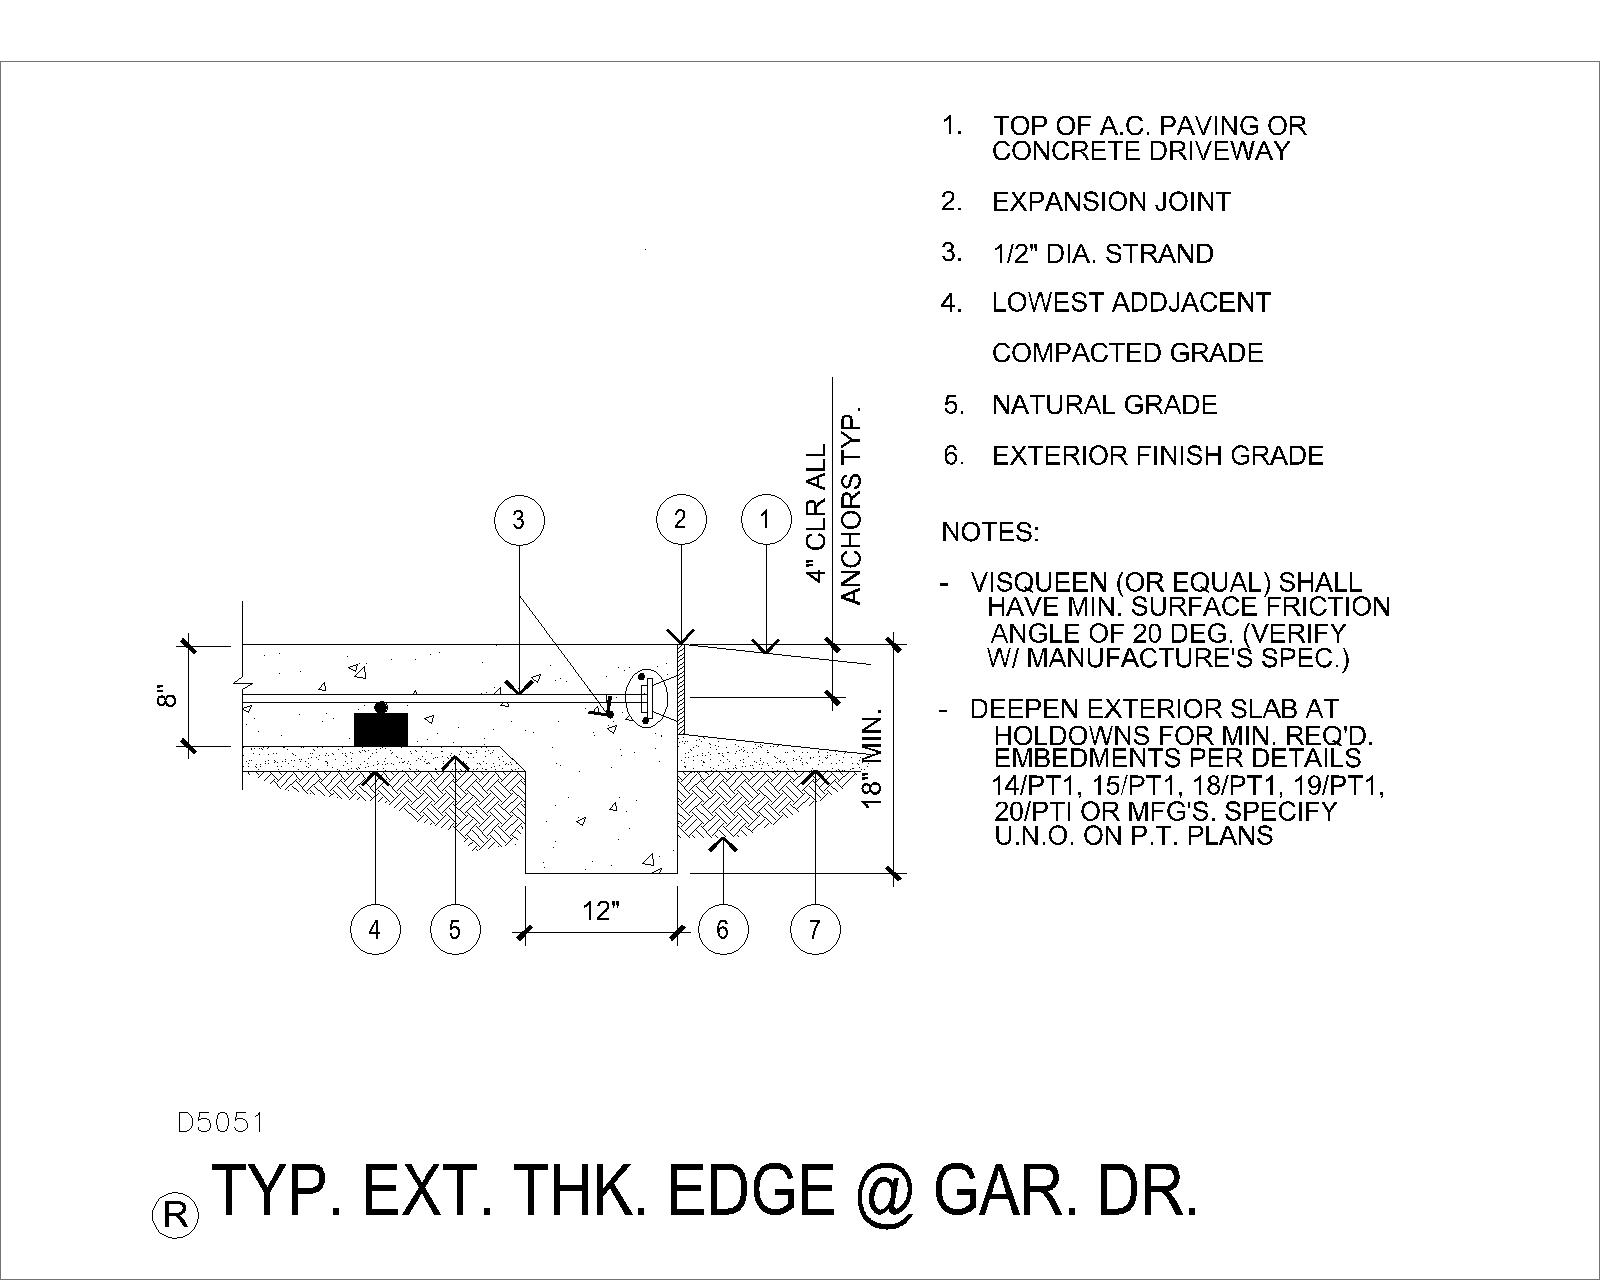 1. TOP OF A.C. PAVING OR
CONCRETE DRIVEWAY
2. EXPANSION JOINT
3. 1/2" DIA. STRAND
4. LOWEST ADDJACENT
COMPACTED GRADE
5. NATURAL GRADE
6. EXTERIOR FINISH GRADE
NOTES:
- VISQUEEN (OR EQUAL) SHALL
HAVE MIN. SURFACE FRICTION
ANGLE OF 20 DEG. (VERIFY
W/ MANUFACTURE'S SPEC.)
- DEEPEN EXTERIOR SLAB AT
HOLDOWNS FOR MIN. REQ'D.
EMBEDMENTS PER DETAILS
14/PT1, 15/PT1, 18/PT1, 19/PT1,
20/PTI OR MFG'S. SPECIFY
U.N.O. ON P.T. PLANS
4" CLR ALL
ANCHORS TYP.
3
2
1
8"
18" MIN.
12"
4
5
6
7
D5051
R TYP. EXT. THK. EDGE @ GAR. DR.